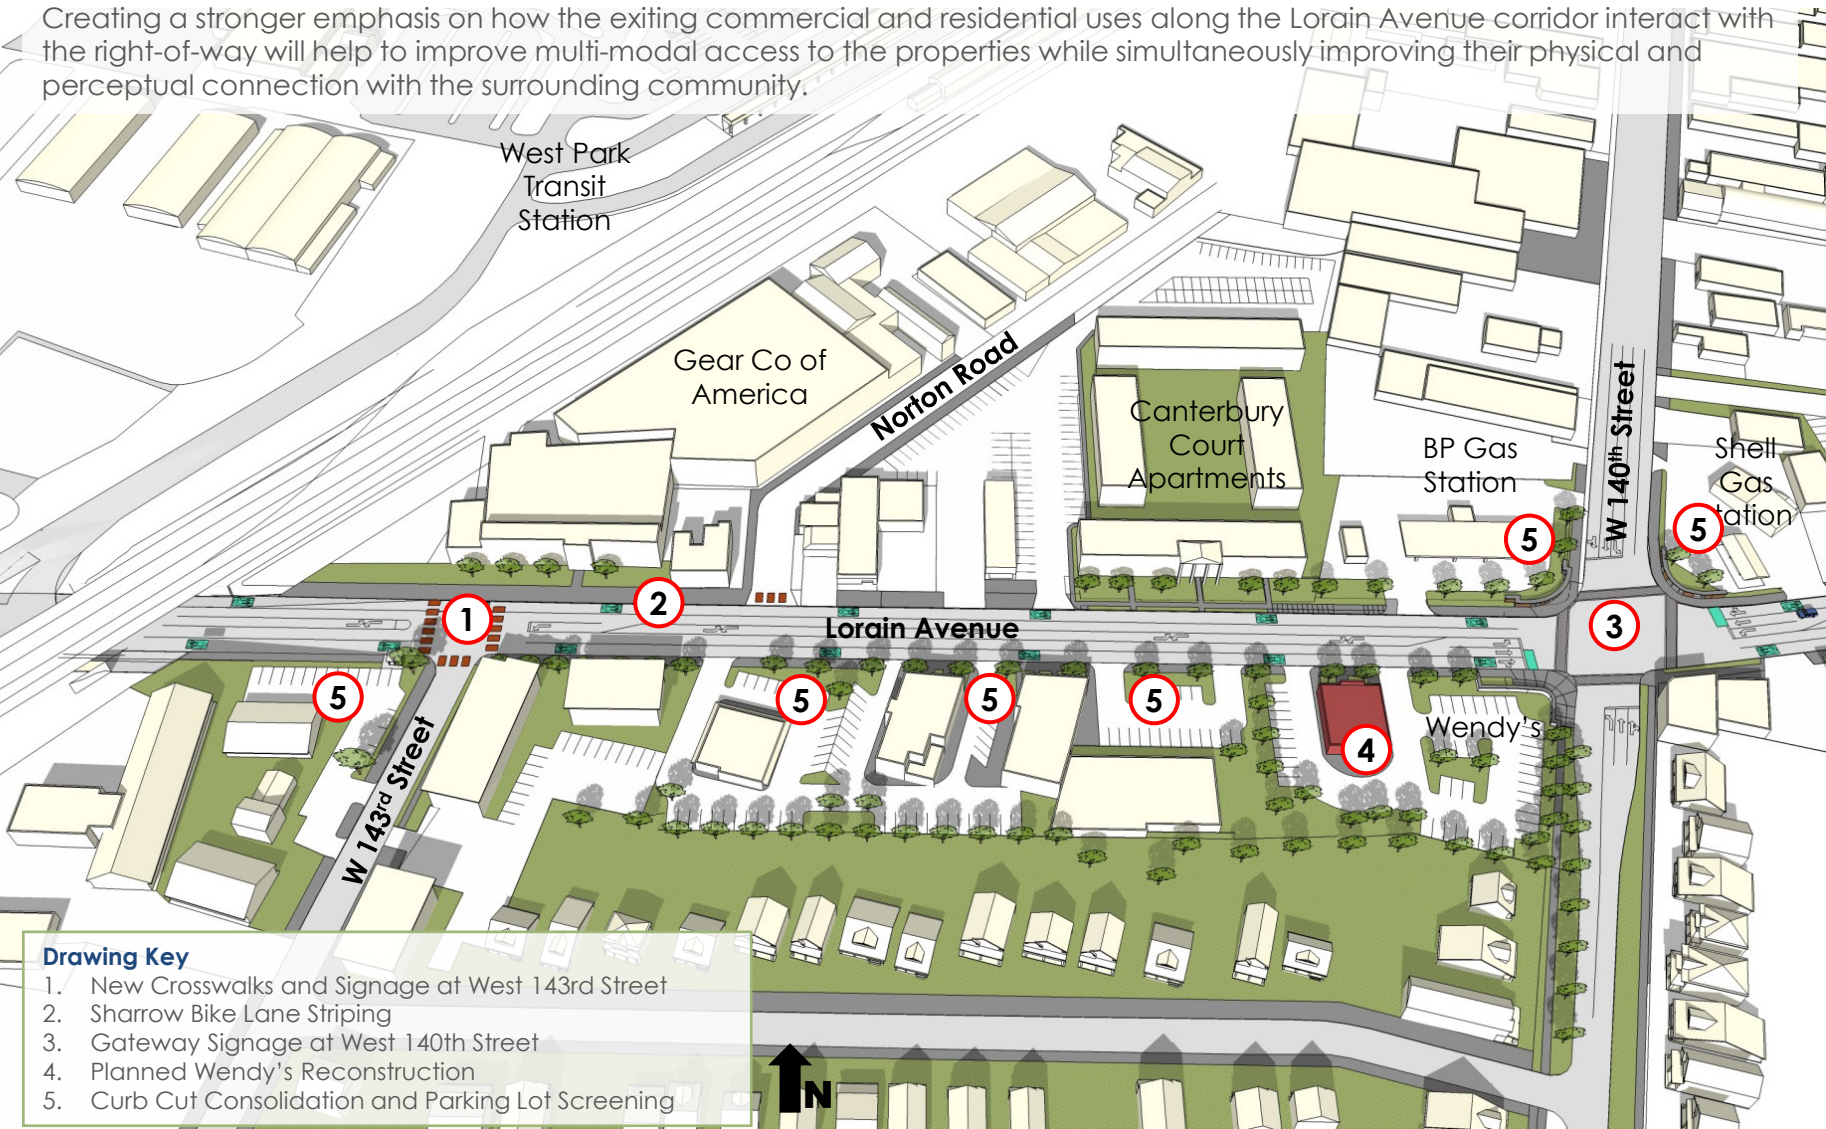 Creating a stronger emphasis on how the exiting commercial and residential uses along the Lorain Avenue corridor interact with
the right-of-way will help to improve multi-modal access to the properties while simultaneously improving their physical and
perceptual connection with the surrounding community.
West Park
Transit
Station
Gear Co of
America
Norton Road
Canterbury
Court
Apartments
BP Gas
Station
W 140th Street
Shell
Gas
tation
5
5
1
2
3
Lorain Avenue
5
5
5
5
4
Wendy's
W 143rd Street
Drawing Key
1. New Crosswalks and Signage at West 143rd Street
2. Sharrow Bike Lane Striping
3. Gateway Signage at West 140th Street
4. Planned Wendy's Reconstruction
5. Curb Cut Consolidation and Parking Lot Screening
N